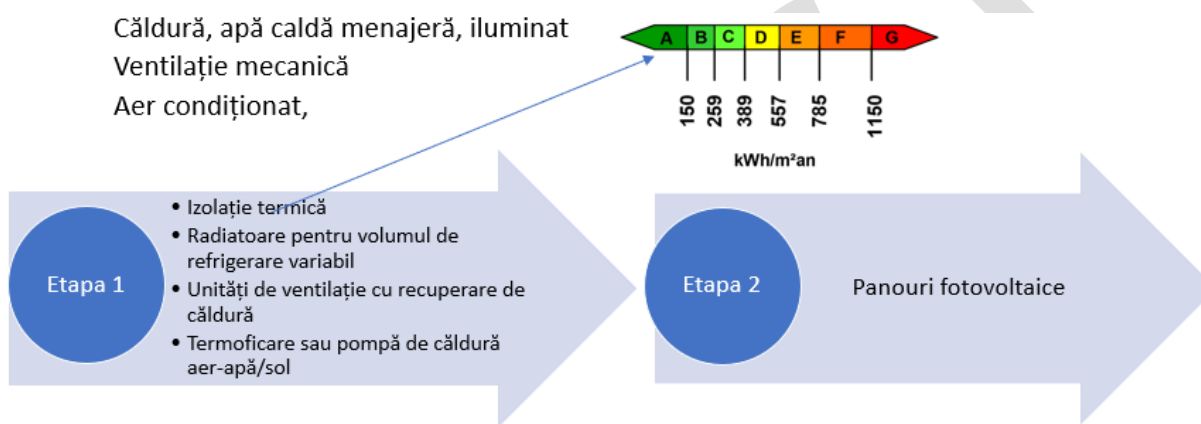 Căldură, apă caldă menajeră, iluminat
Ventilație mecanică
Aer condiționat,
A B C D E F G
150 259 389 557 785 1150
kWh/m²an
Etapa 1
• Izolație termică
• Radiatoare pentru volumul de
refrigerare variabil
• Unități de ventilație cu recuperare de
căldură
• Termoficare sau pompă de căldură
aer-apă/sol
Etapa 2
Panouri fotovoltaice